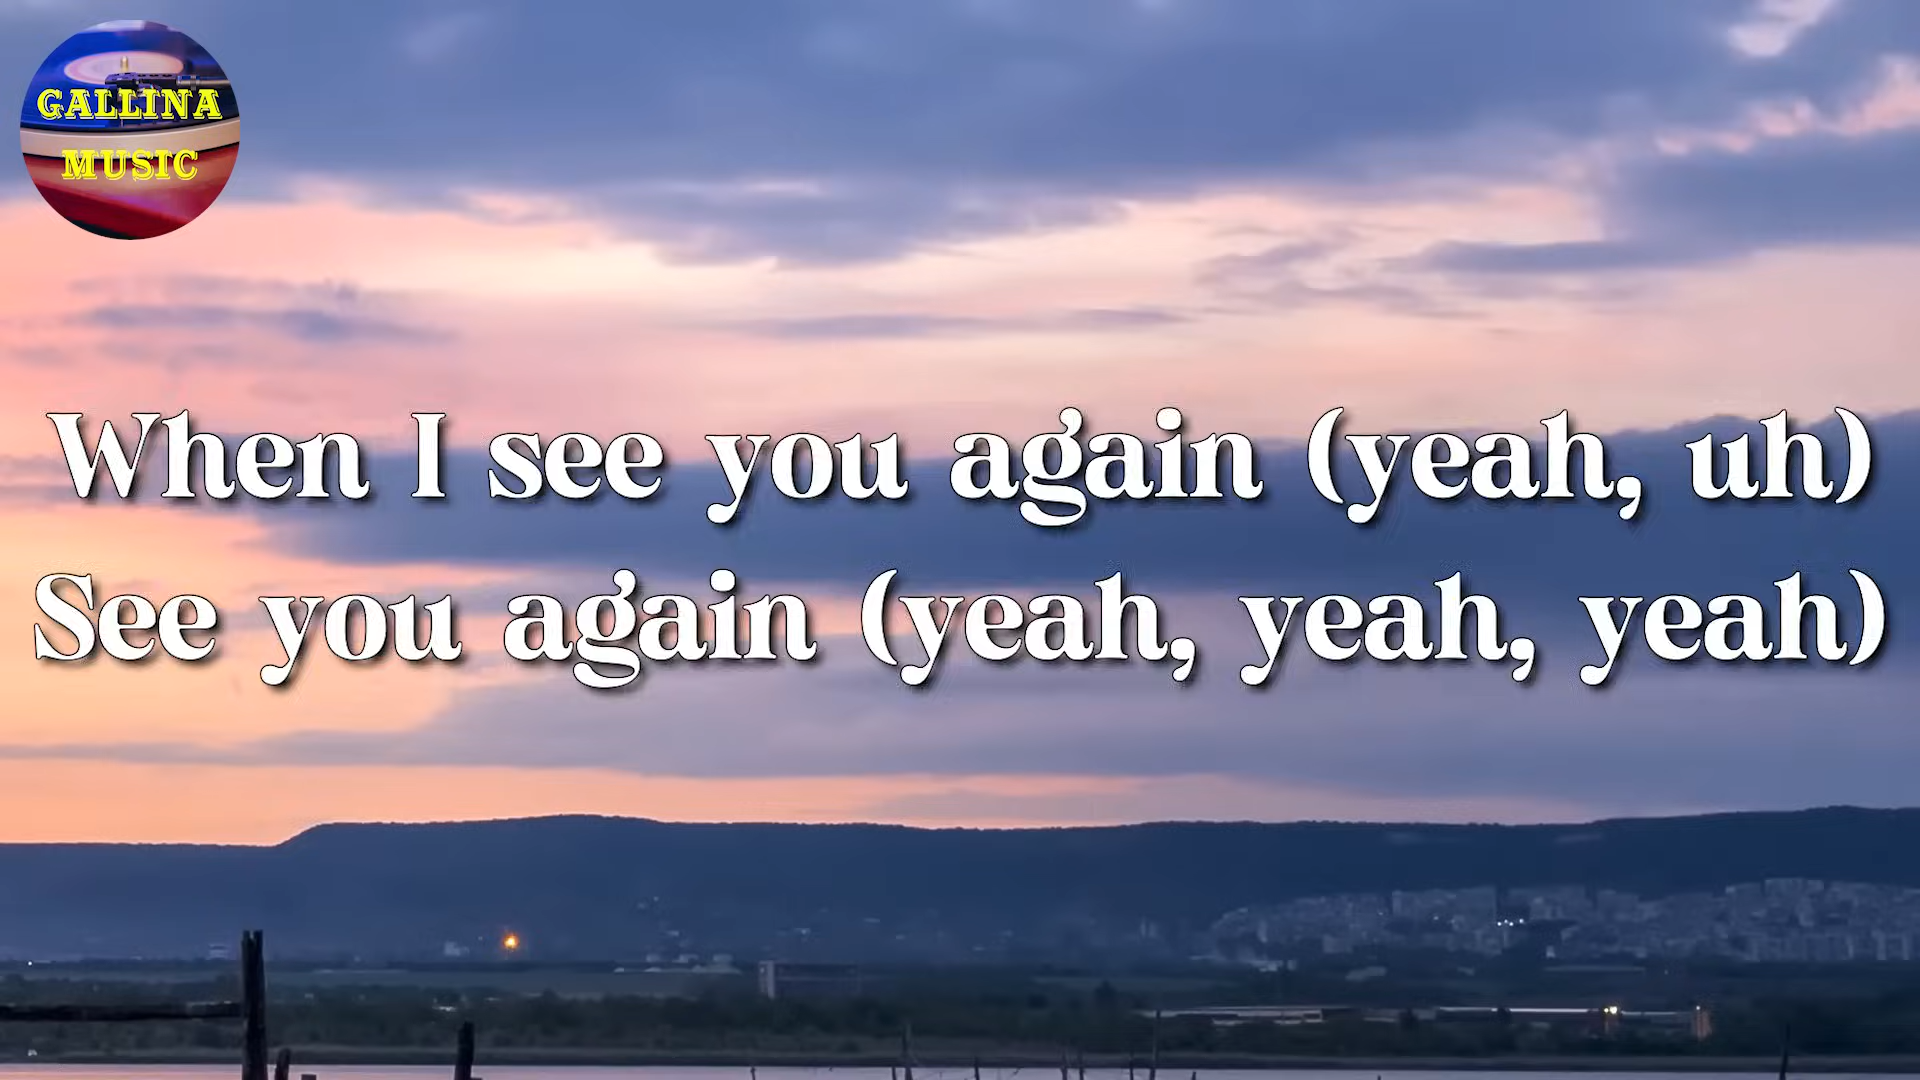 GALLINA
MUSIC
When I see you again (yeah, uh)
See you again (yeah, yeah, yeah)